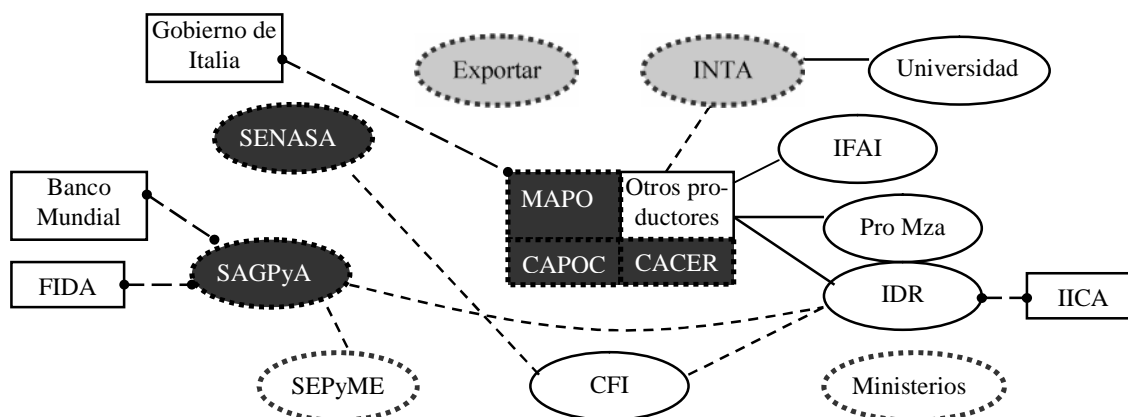 Gobierno de
Italia
Exportar
INTA
Universidad
SENASA
IFAI
Banco
Mundial
MAPO
Otros pro-
ductores
Pro Mza
SAGPyA
CAPOC
CACER
FIDA
IDR
IICA
SEPyME
CFI
Ministerios